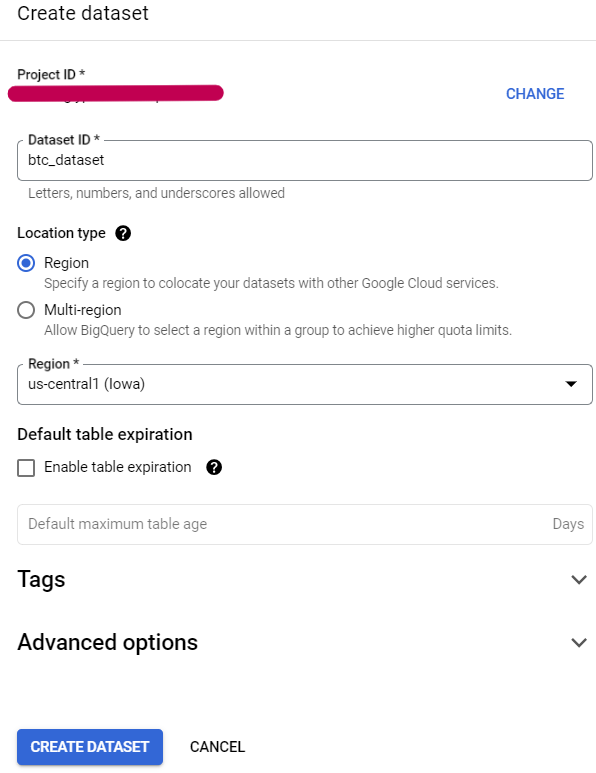 Create dataset
Project ID *
CHANGE
Dataset ID *
btc_dataset
Letters, numbers, and underscores allowed
Location type ?
Region
Specify a region to colocate your datasets with other Google Cloud services.
Multi-region
Allow BigQuery to select a region within a group to achieve higher quota limits.
Region *
us-central1 (Iowa)
Default table expiration
Enable table expiration ?
Default maximum table age Days
Tags
Advanced options
CREATE DATASET CANCEL